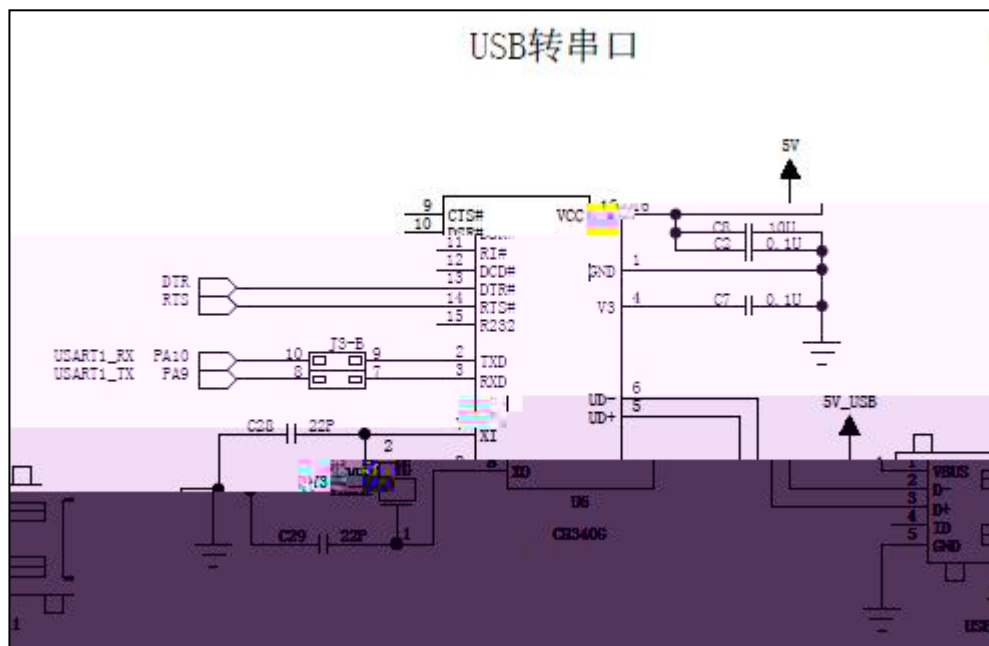 USB转串口
5V
9 CTS# VCC
10
C8 10U
C2 0.1U
11 RI#
12 DCD# GND 1
DTR 13 DTR#
RTS 14 RTS# V3 4 C7 0.1U
15 R232
J3-B
USART1_RX PA10 10 9 2 TXD
USART1_TX PA9 8 7 3 RXD
UD- 6
UD+ 5
5V_USB
C28 22P XI
2
8 XO
1 VBUS
2 D-
3 D+
4 ID
5 GND
U6
C29 22P 1 CH340G
1